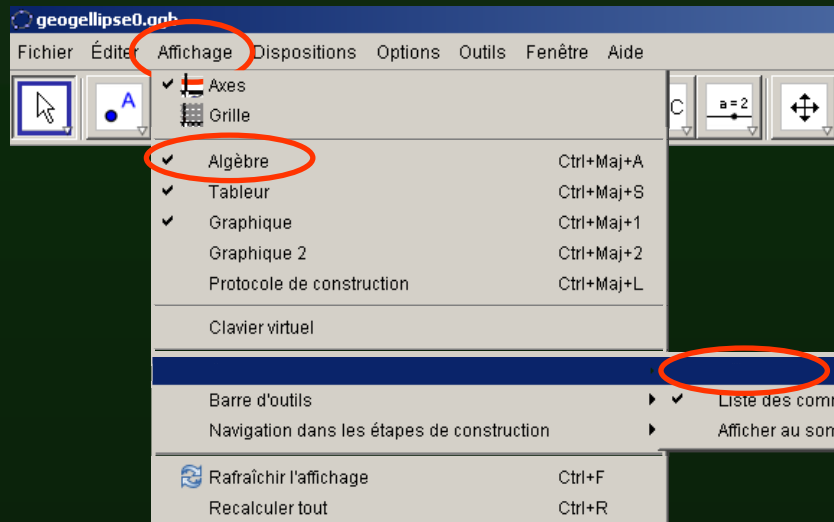 geogellipse0.ggb
Fichier Éditer Affichage Dispositions Options Outils Fenêtre Aide
A
C
a = 2
Axes
Grille
Algèbre Ctrl+Maj+A
Tableur Ctrl+Maj+S
Graphique Ctrl+Maj+1
Graphique 2 Ctrl+Maj+2
Protocole de construction Ctrl+Maj+L
Clavier virtuel
Barre d'outils
Liste des comm
Navigation dans les étapes de construction
Afficher au som
Rafraîchir l'affichage Ctrl+F
Recalculer tout Ctrl+R